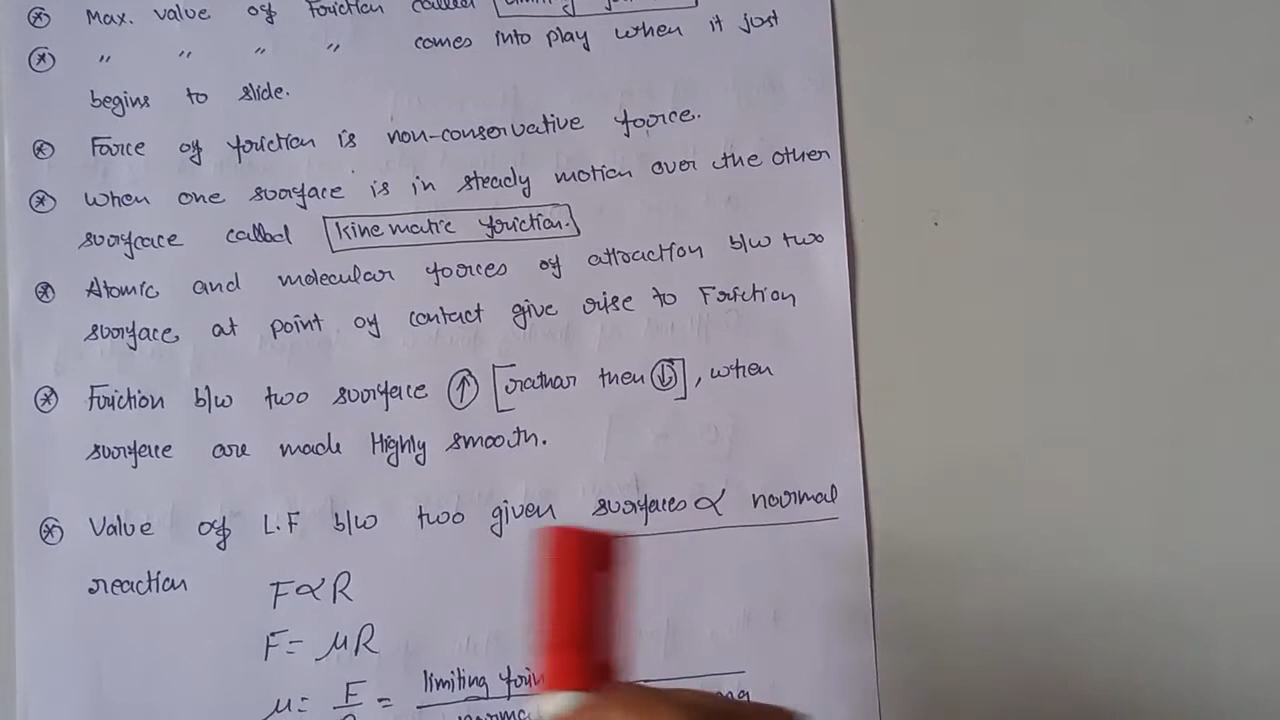 ⊛ Max. value of Friction called
⊛ " " " " comes into play when it just
begins to slide.
⊛ Force of friction is non-conservative force.
⊛ When one surface is in steady motion over the other
surface called kinematic friction.
⊛ Atomic and molecular forces of attraction b/w two
surface at point of contact give rise to Friction
⊛ Friction b/w two surface ↑ [rathar then ↓], when
surface are made Highly smooth.
⊛ Value of L.F b/w two given surfaces ∝ normal
reaction
F ∝ R
F = μR
μ = F = limiting